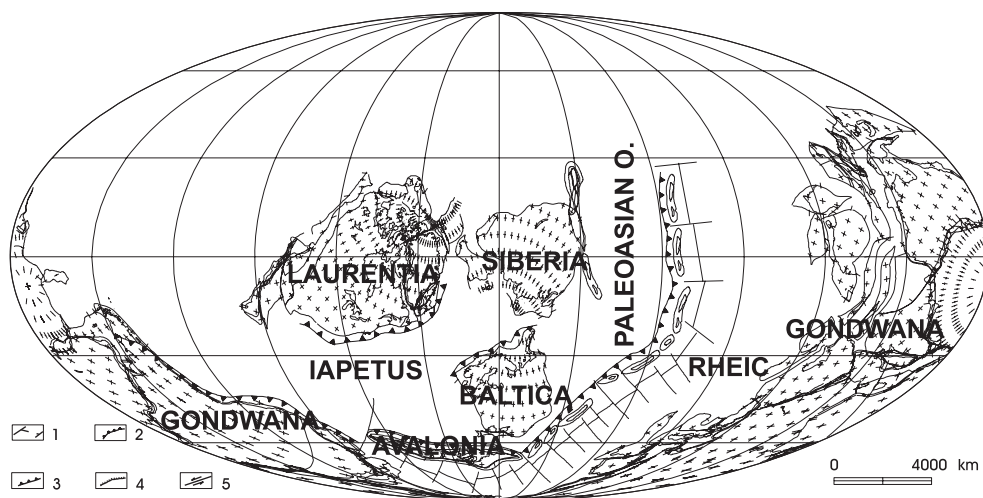 PALEOASIAN O.
LAURENTIA
SIBERIA
GONDWANA
IAPETUS
RHEIC
BALTICA
GONDWANA
AVALONIA
1
2
3
4
5
0 4000 km